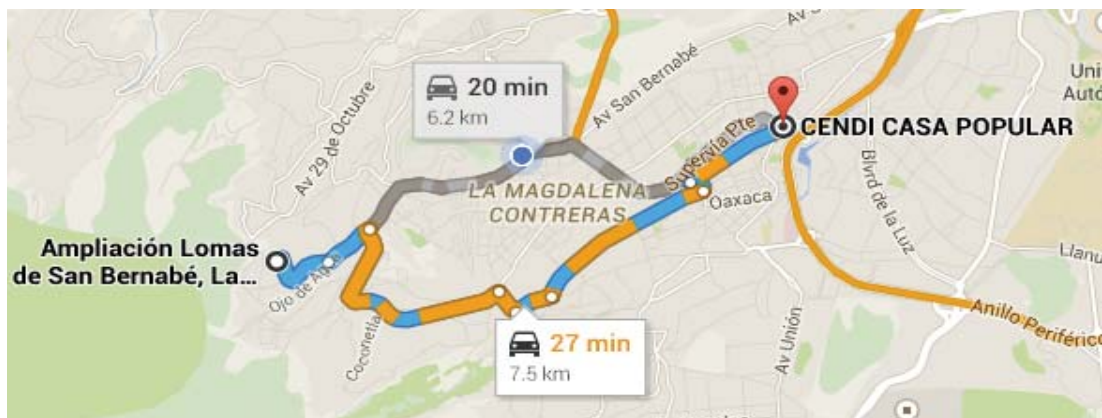 Av San Bernabé
20 min
6.2 km
Av 29 de Octubre
Supervía Pte
CENDI CASA POPULAR
LA MAGDALENA
CONTRERAS
Oaxaca
Blvrd de la Luz
Ampliación Lomas
de San Bernabé, La...
Ojo de Agua
Coconetla
27 min
7.5 km
Av Unión
Anillo Periférico
Llanu
Uni
Autó